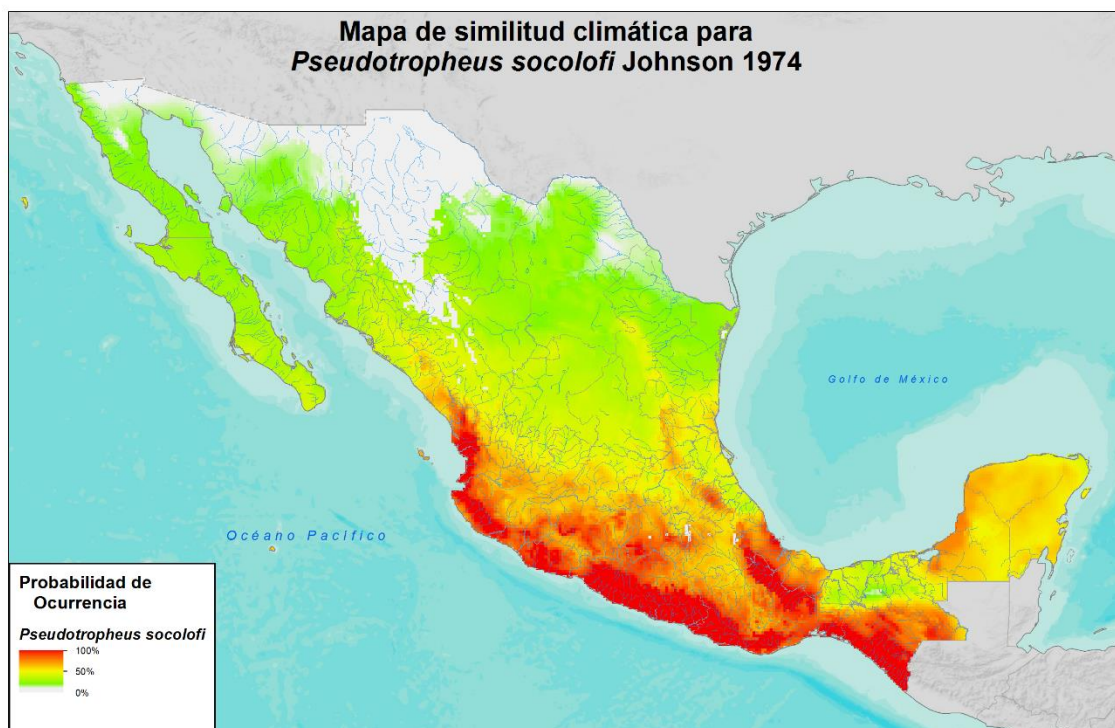 Mapa de similitud climática para
Pseudotropheus socolofi Johnson 1974
Golfo de México
Océano Pacífico
Probabilidad de
Ocurrencia
Pseudotropheus socolofi
100%
50%
0%